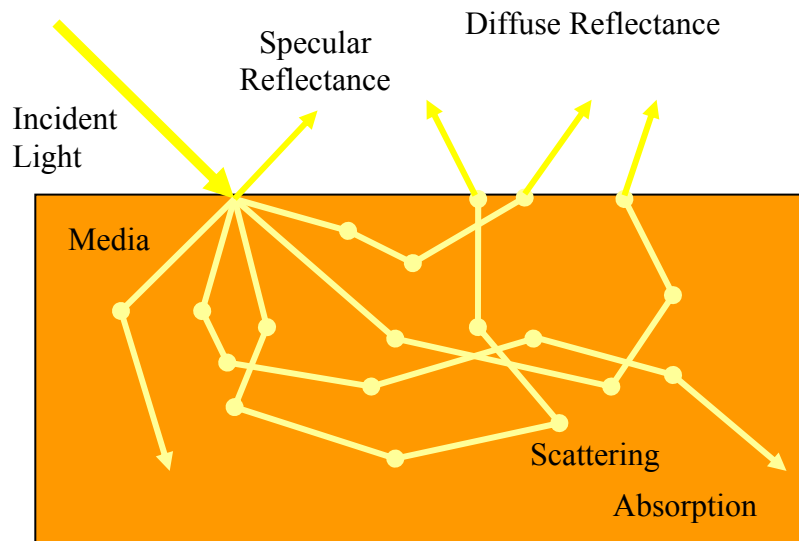 Specular
Reflectance
Diffuse Reflectance
Incident
Light
Media
Scattering
Absorption